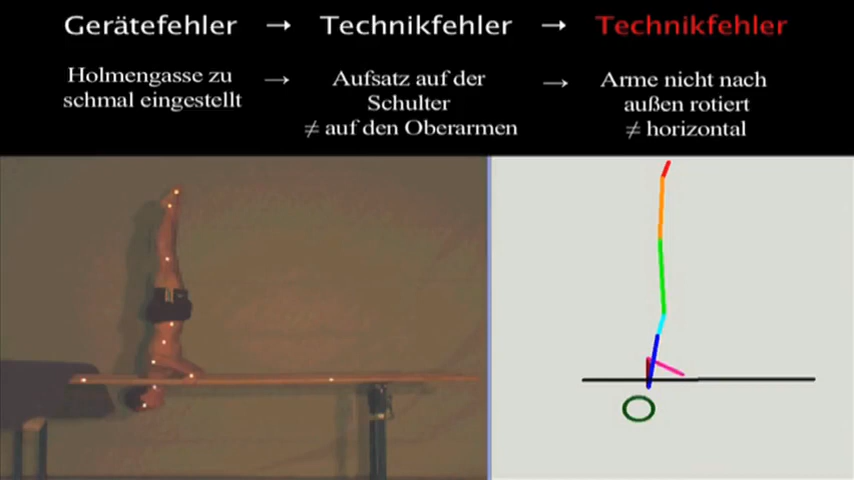 Gerätefehler → Technikfehler → Technikfehler
Holmengasse zu schmal eingestellt → Aufsatz auf der Schulter ≠ auf den Oberarmen → Arme nicht nach außen rotiert ≠ horizontal